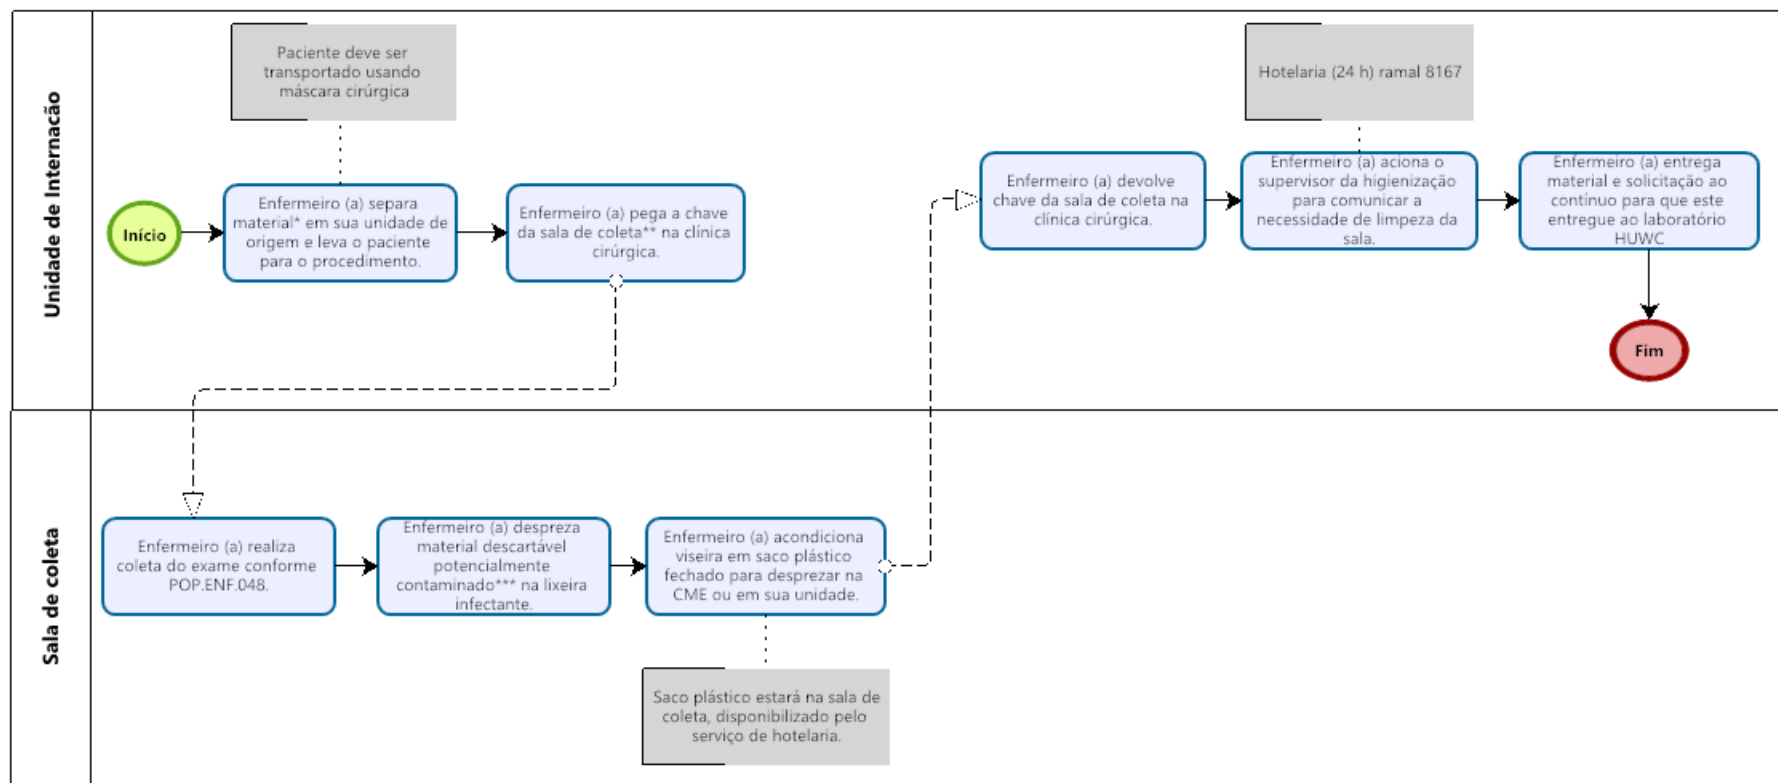 Unidade de Internação
Paciente deve ser
transportado usando
máscara cirúrgica
Início
Enfermeiro (a) separa
material* em sua unidade de
origem e leva o paciente
para o procedimento.
Enfermeiro (a) pega a chave
da sala de coleta** na clínica
cirúrgica.
Enfermeiro (a) devolve
chave da sala de coleta na
clínica cirúrgica.
Hotelaria (24 h) ramal 8167
Enfermeiro (a) aciona o
supervisor da higienização
para comunicar a
necessidade de limpeza da
sala.
Enfermeiro (a) entrega
material e solicitação ao
contínuo para que este
entregue ao laboratório
HUWC
Fim
Sala de coleta
Enfermeiro (a) realiza
coleta do exame conforme
POP.ENF.048.
Enfermeiro (a) despreza
material descartável
potencialmente
contaminado*** na lixeira
infectante.
Enfermeiro (a) acondiciona
viseira em saco plástico
fechado para desprezar na
CME ou em sua unidade.
Saco plástico estará na sala de
coleta, disponibilizado pelo
serviço de hotelaria.